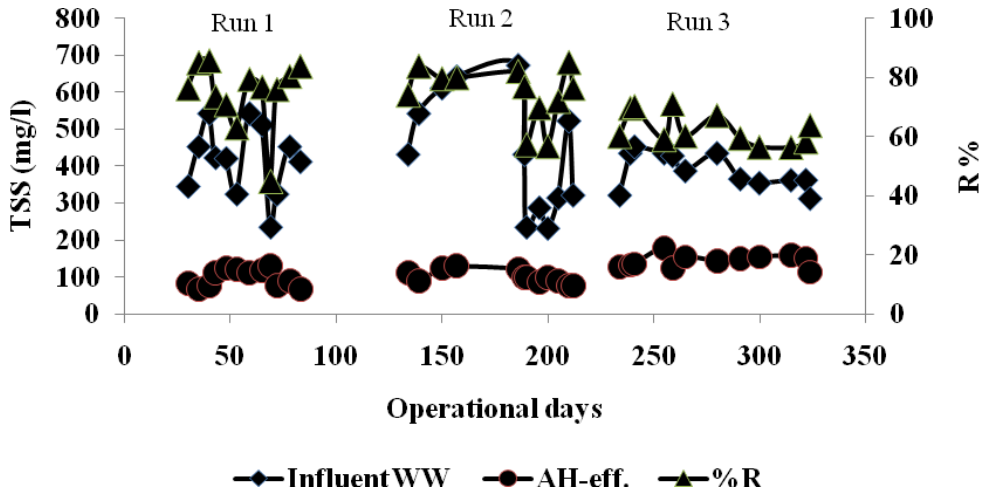 Run 1 Run 2 Run 3
800 100
700
600 80
500 60
400
300 40
200 20
100
0 0
TSS (mg/l)
R %
0 50 100 150 200 250 300 350
Operational days
Influent WW AH-eff. %R